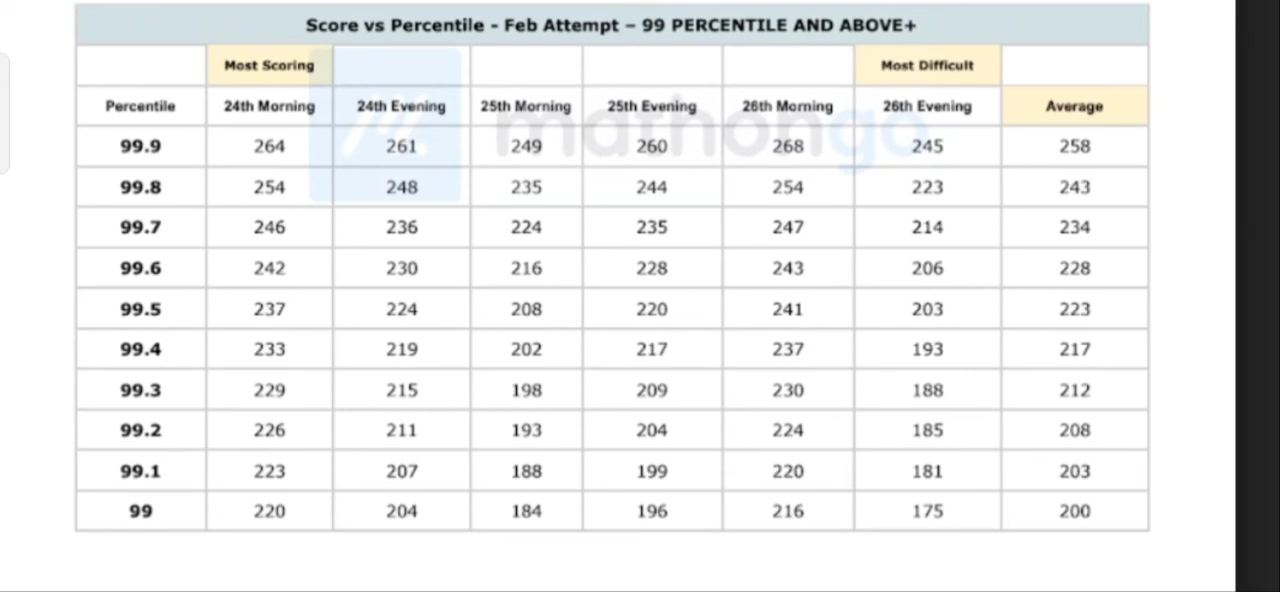 Score vs Percentile - Feb Attempt – 99 PERCENTILE AND ABOVE+
Most Scoring Most Difficult
Percentile 24th Morning 24th Evening 25th Morning 25th Evening 26th Morning 26th Evening Average
mathongo
99.9 264 261 249 260 268 245 258
99.8 254 248 235 244 254 223 243
99.7 246 236 224 235 247 214 234
99.6 242 230 216 228 243 206 228
99.5 237 224 208 220 241 203 223
99.4 233 219 202 217 237 193 217
99.3 229 215 198 209 230 188 212
99.2 226 211 193 204 224 185 208
99.1 223 207 188 199 220 181 203
99 220 204 184 196 216 175 200